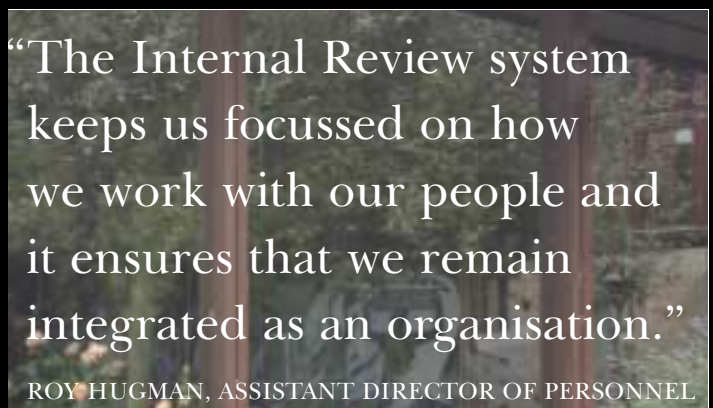 “The Internal Review system
keeps us focussed on how
we work with our people and
it ensures that we remain
integrated as an organisation.”
ROY HUGMAN, ASSISTANT DIRECTOR OF PERSONNEL